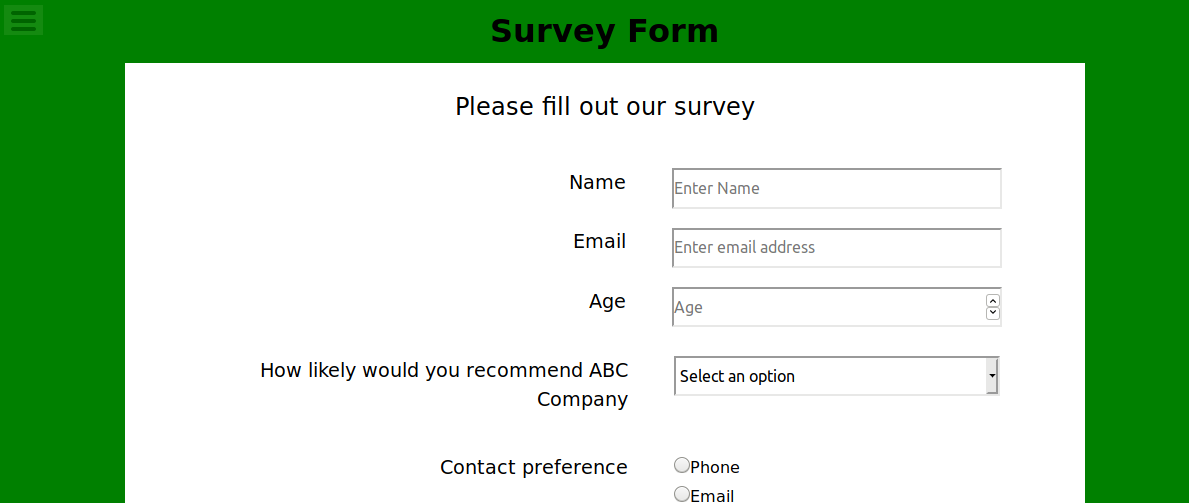 Survey Form
Please fill out our survey
Name
Enter Name
Email
Enter email address
Age
Age
How likely would you recommend ABC
Company
Select an option
Contact preference
Phone
Email